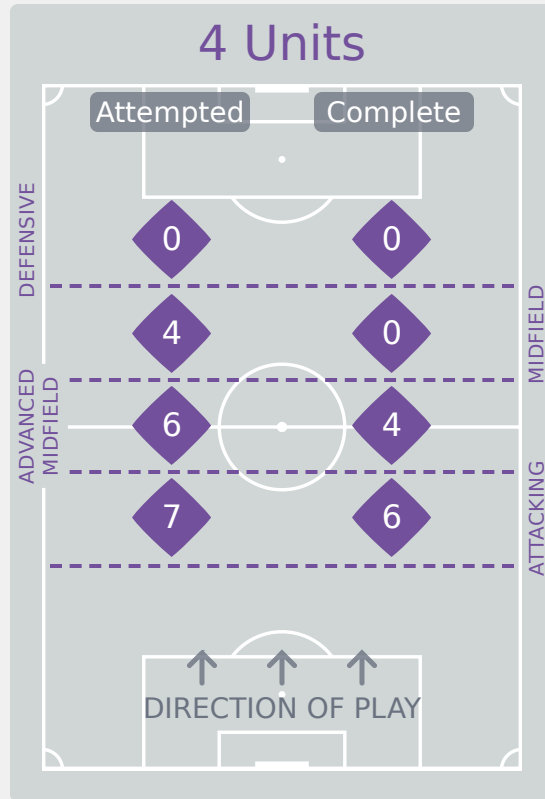 4 Units
Attempted
Complete
DEFENSIVE
0
0
MIDFIELD
4
0
ADVANCED
MIDFIELD
6
4
ATTACKING
7
6
DIRECTION OF PLAY